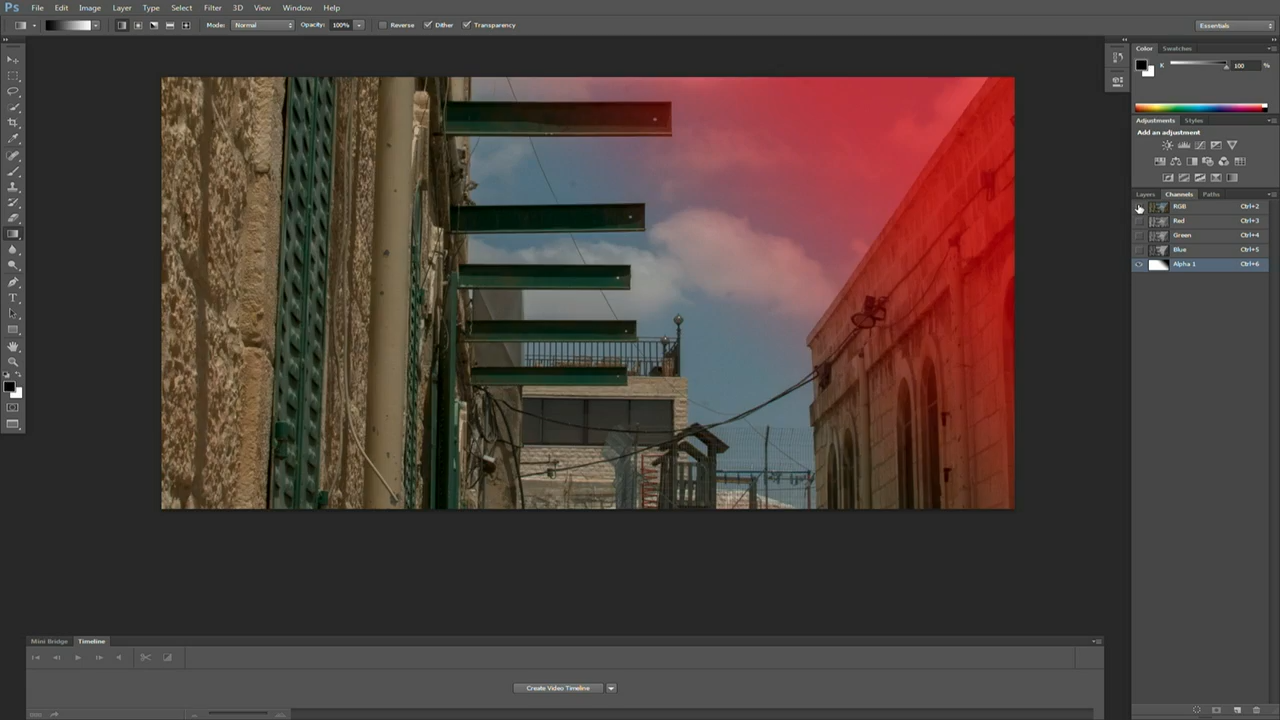 Ps File Edit Image Layer Type Select Filter 3D View Window Help
Mode: Normal Opacity: 100% Reverse Dither Transparency Essentials
Color Swatches
K 100 %
Adjustments Styles
Add an adjustment
Layers Channels Paths
RGB Ctrl+2
Red Ctrl+3
Green Ctrl+4
Blue Ctrl+5
Alpha 1 Ctrl+6
Mini Bridge Timeline
Create Video Timeline